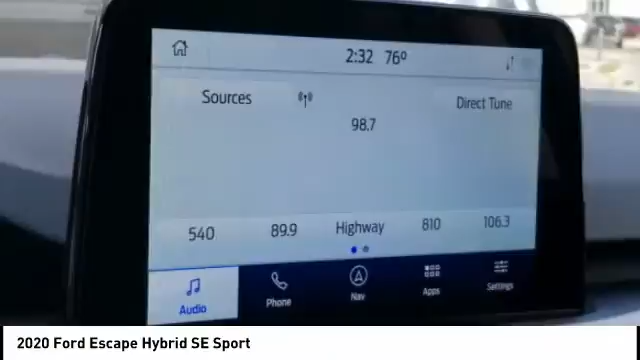 2:32 76º
Sources
Direct Tune
98.7
540 89.9 Highway 810 106.3
Audio Phone Nav Apps Settings
2020 Ford Escape Hybrid SE Sport